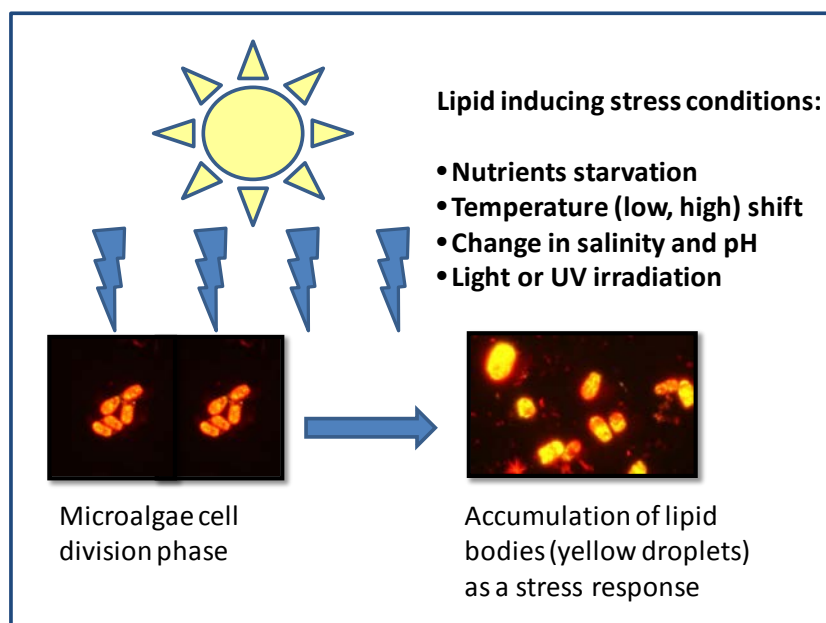 Lipid inducing stress conditions:
•Nutrients starvation
•Temperature (low, high) shift
•Change in salinity and pH
•Light or UV irradiation
Microalgae cell
division phase
Accumulation of lipid
bodies (yellow droplets)
as a stress response